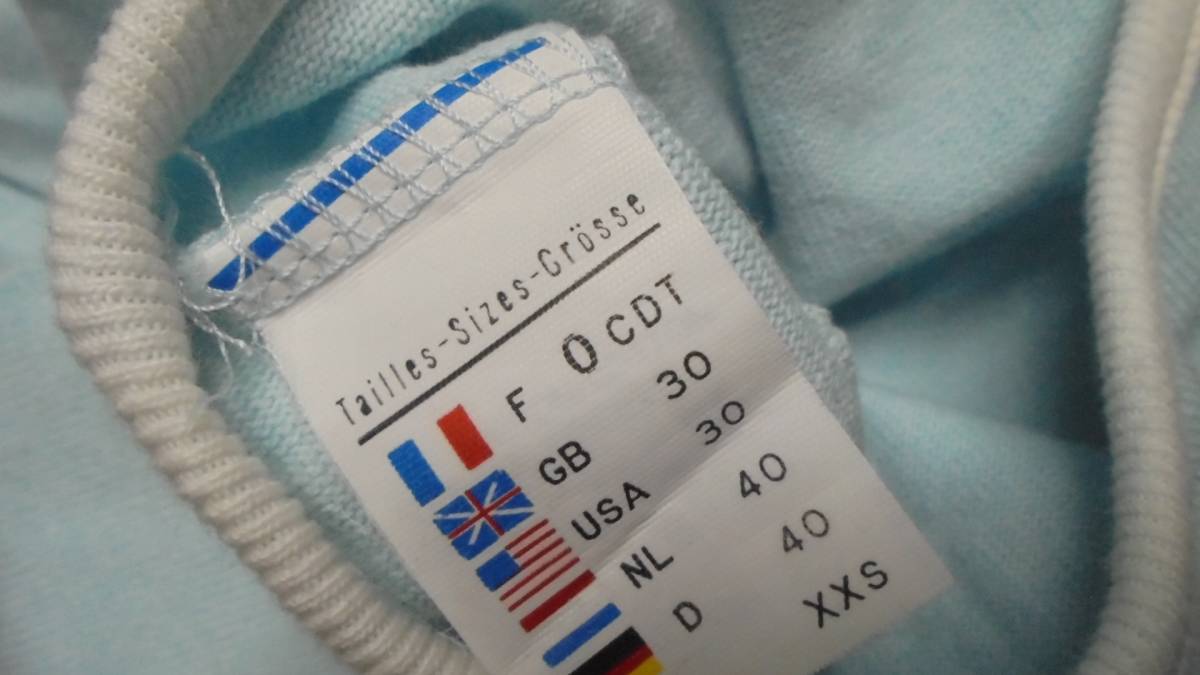 Tailles-Sizes-Grösse
F 0 CDT
GB 30
USA 30
NL 40
D 40
XXS